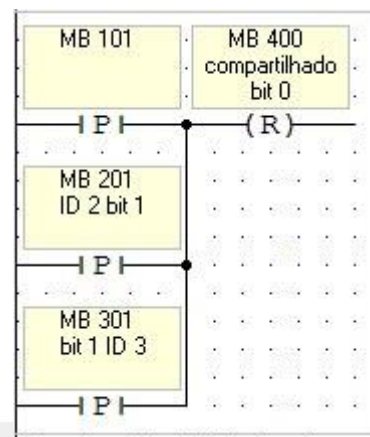 MB 101
MB 400
compartilhado
bit 0
P
(R)
MB 201
ID 2 bit 1
P
MB 301
bit 1 ID 3
P